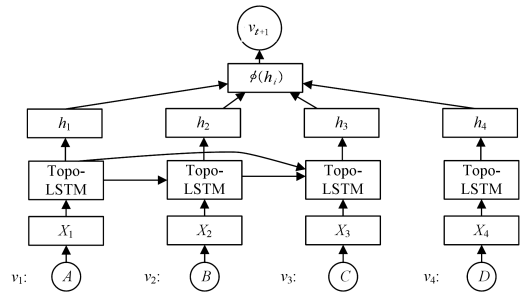 v_{t+1}
ϕ(h_i)
h_1 h_2 h_3 h_4
Topo-LSTM Topo-LSTM Topo-LSTM Topo-LSTM
X_1 X_2 X_3 X_4
v_1: A v_2: B v_3: C v_4: D